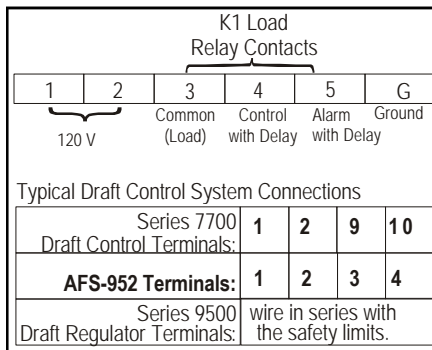 K1 Load
Relay Contacts
1 2 3 4 5 G
120 V
Common (Load) Control with Delay Alarm with Delay Ground
Typical Draft Control System Connections
Series 7700 Draft Control Terminals: 1 2 9 10
AFS-952 Terminals: 1 2 3 4
Series 9500 Draft Regulator Terminals: wire in series with the safety limits.